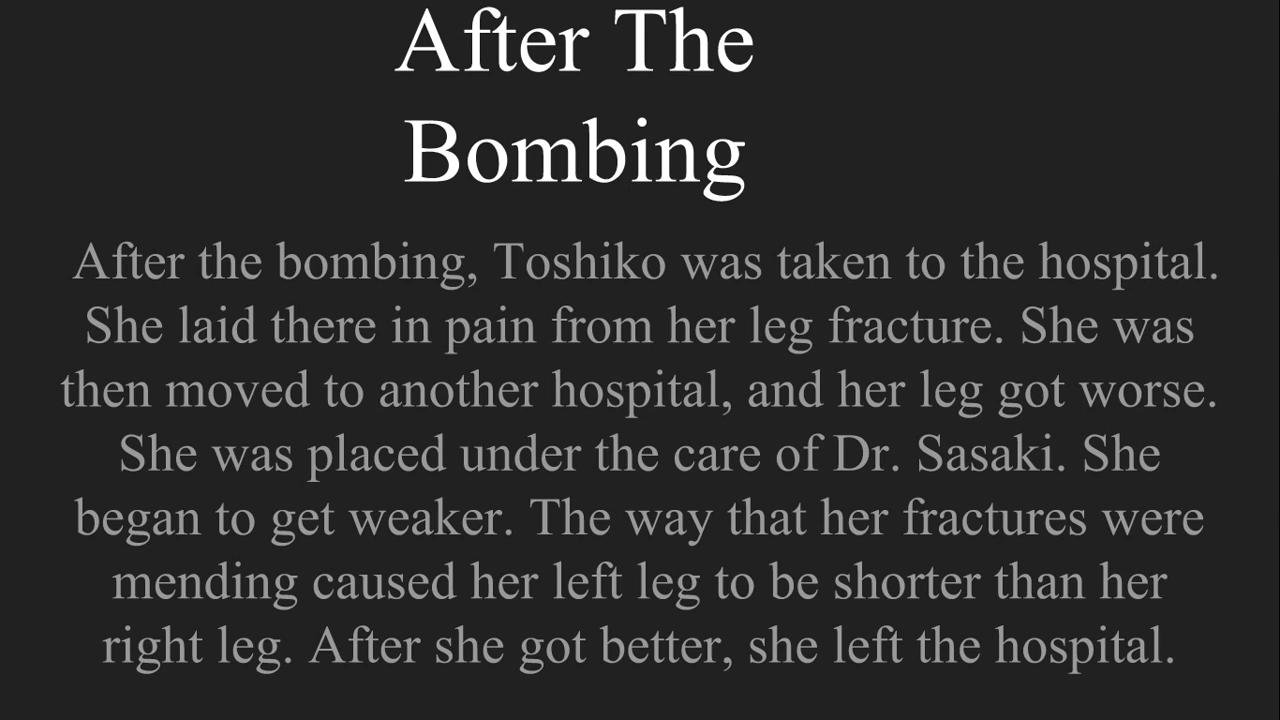 After The
Bombing
After the bombing, Toshiko was taken to the hospital.
She laid there in pain from her leg fracture. She was
then moved to another hospital, and her leg got worse.
She was placed under the care of Dr. Sasaki. She
began to get weaker. The way that her fractures were
mending caused her left leg to be shorter than her
right leg. After she got better, she left the hospital.